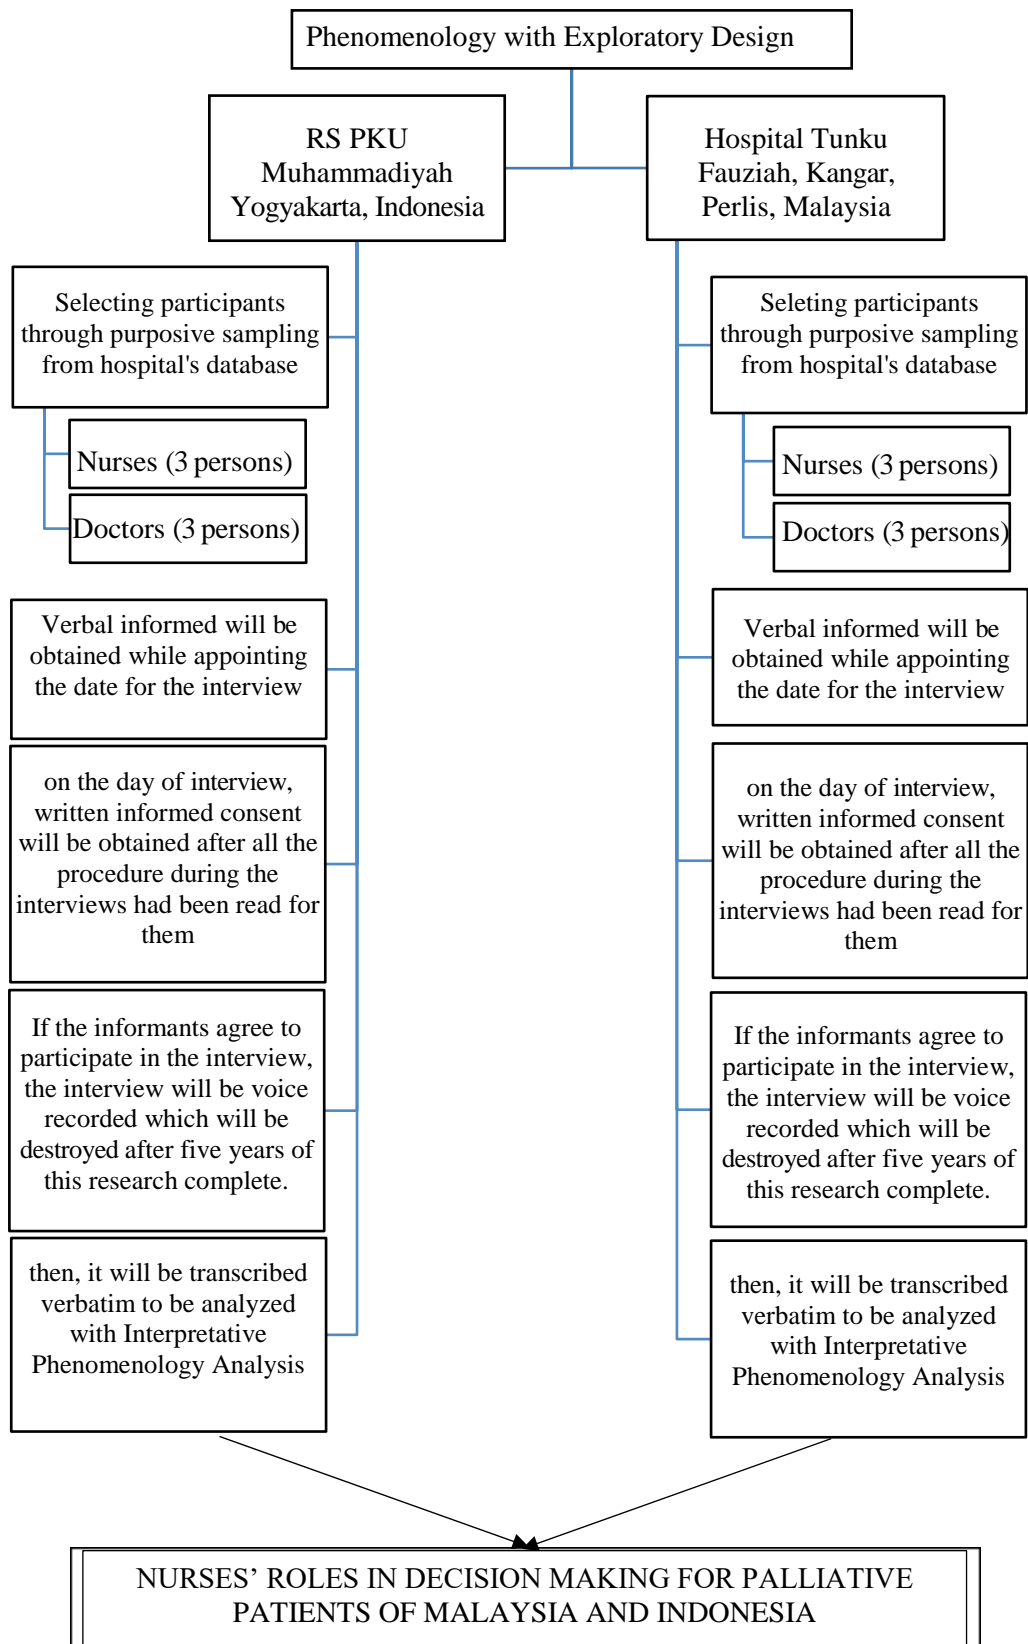 Phenomenology with Exploratory Design
RS PKU
Muhammadiyah
Yogyakarta, Indonesia
Hospital Tunku
Fauziah, Kangar,
Perlis, Malaysia
Selecting participants
through purposive sampling
from hospital's database
Nurses (3 persons)
Doctors (3 persons)
Verbal informed will be
obtained while appointing
the date for the interview
on the day of interview,
written informed consent
will be obtained after all the
procedure during the
interviews had been read for
them
If the informants agree to
participate in the interview,
the interview will be voice
recorded which will be
destroyed after five years of
this research complete.
then, it will be transcribed
verbatim to be analyzed
with Interpretative
Phenomenology Analysis
Seleting participants
through purposive sampling
from hospital's database
Nurses (3 persons)
Doctors (3 persons)
Verbal informed will be
obtained while appointing
the date for the interview
on the day of interview,
written informed consent
will be obtained after all the
procedure during the
interviews had been read for
them
If the informants agree to
participate in the interview,
the interview will be voice
recorded which will be
destroyed after five years of
this research complete.
then, it will be transcribed
verbatim to be analyzed
with Interpretative
Phenomenology Analysis
NURSES’ ROLES IN DECISION MAKING FOR PALLIATIVE
PATIENTS OF MALAYSIA AND INDONESIA